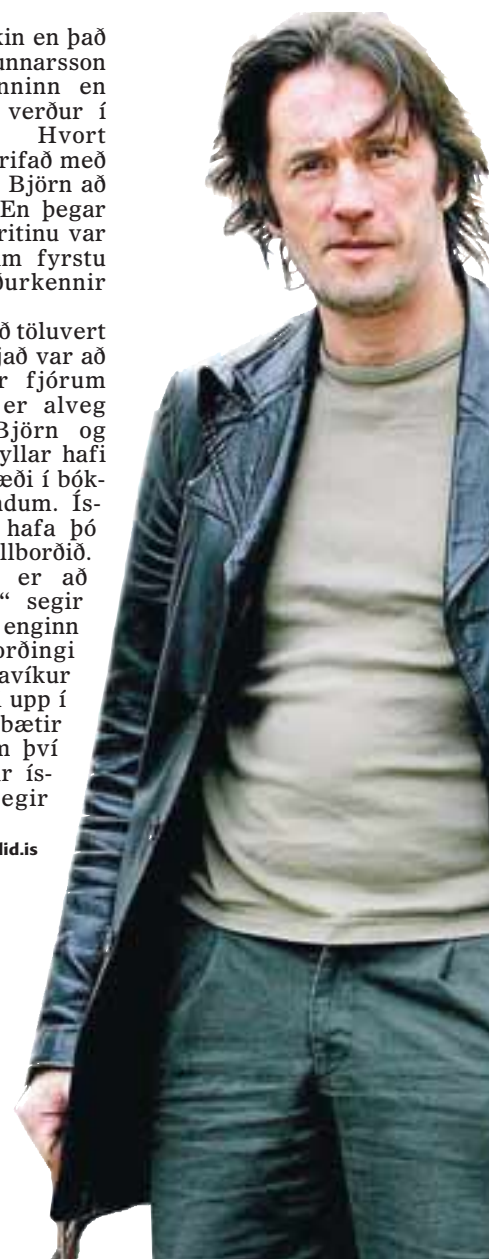 kin en það
unnarsson
nninn en
verður í
Hvort
rifað með
Björn að
En þegar
ritinu var
m fyrstu
ðurkennir
ð töluvert
jað var að
r fjórum
er alveg
Björn og
yllar hafi
æði í bók-
ndum. Ís-
hafa þó
llborðið.
er að
“ segir
enginn
orðingi
avíkur
upp í
bætir
m því
r ís-
egir
lid.is